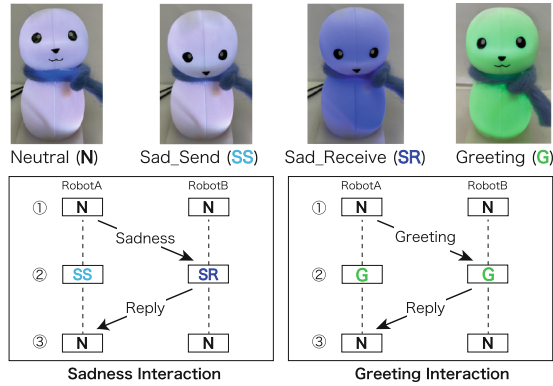 Neutral (N) Sad_Send (SS) Sad_Receive (SR) Greeting (G)
RobotA RobotB
① N N
Sadness
② SS SR
Reply
③ N N
Sadness Interaction
RobotA RobotB
① N N
Greeting
② G G
Reply
③ N N
Greeting Interaction